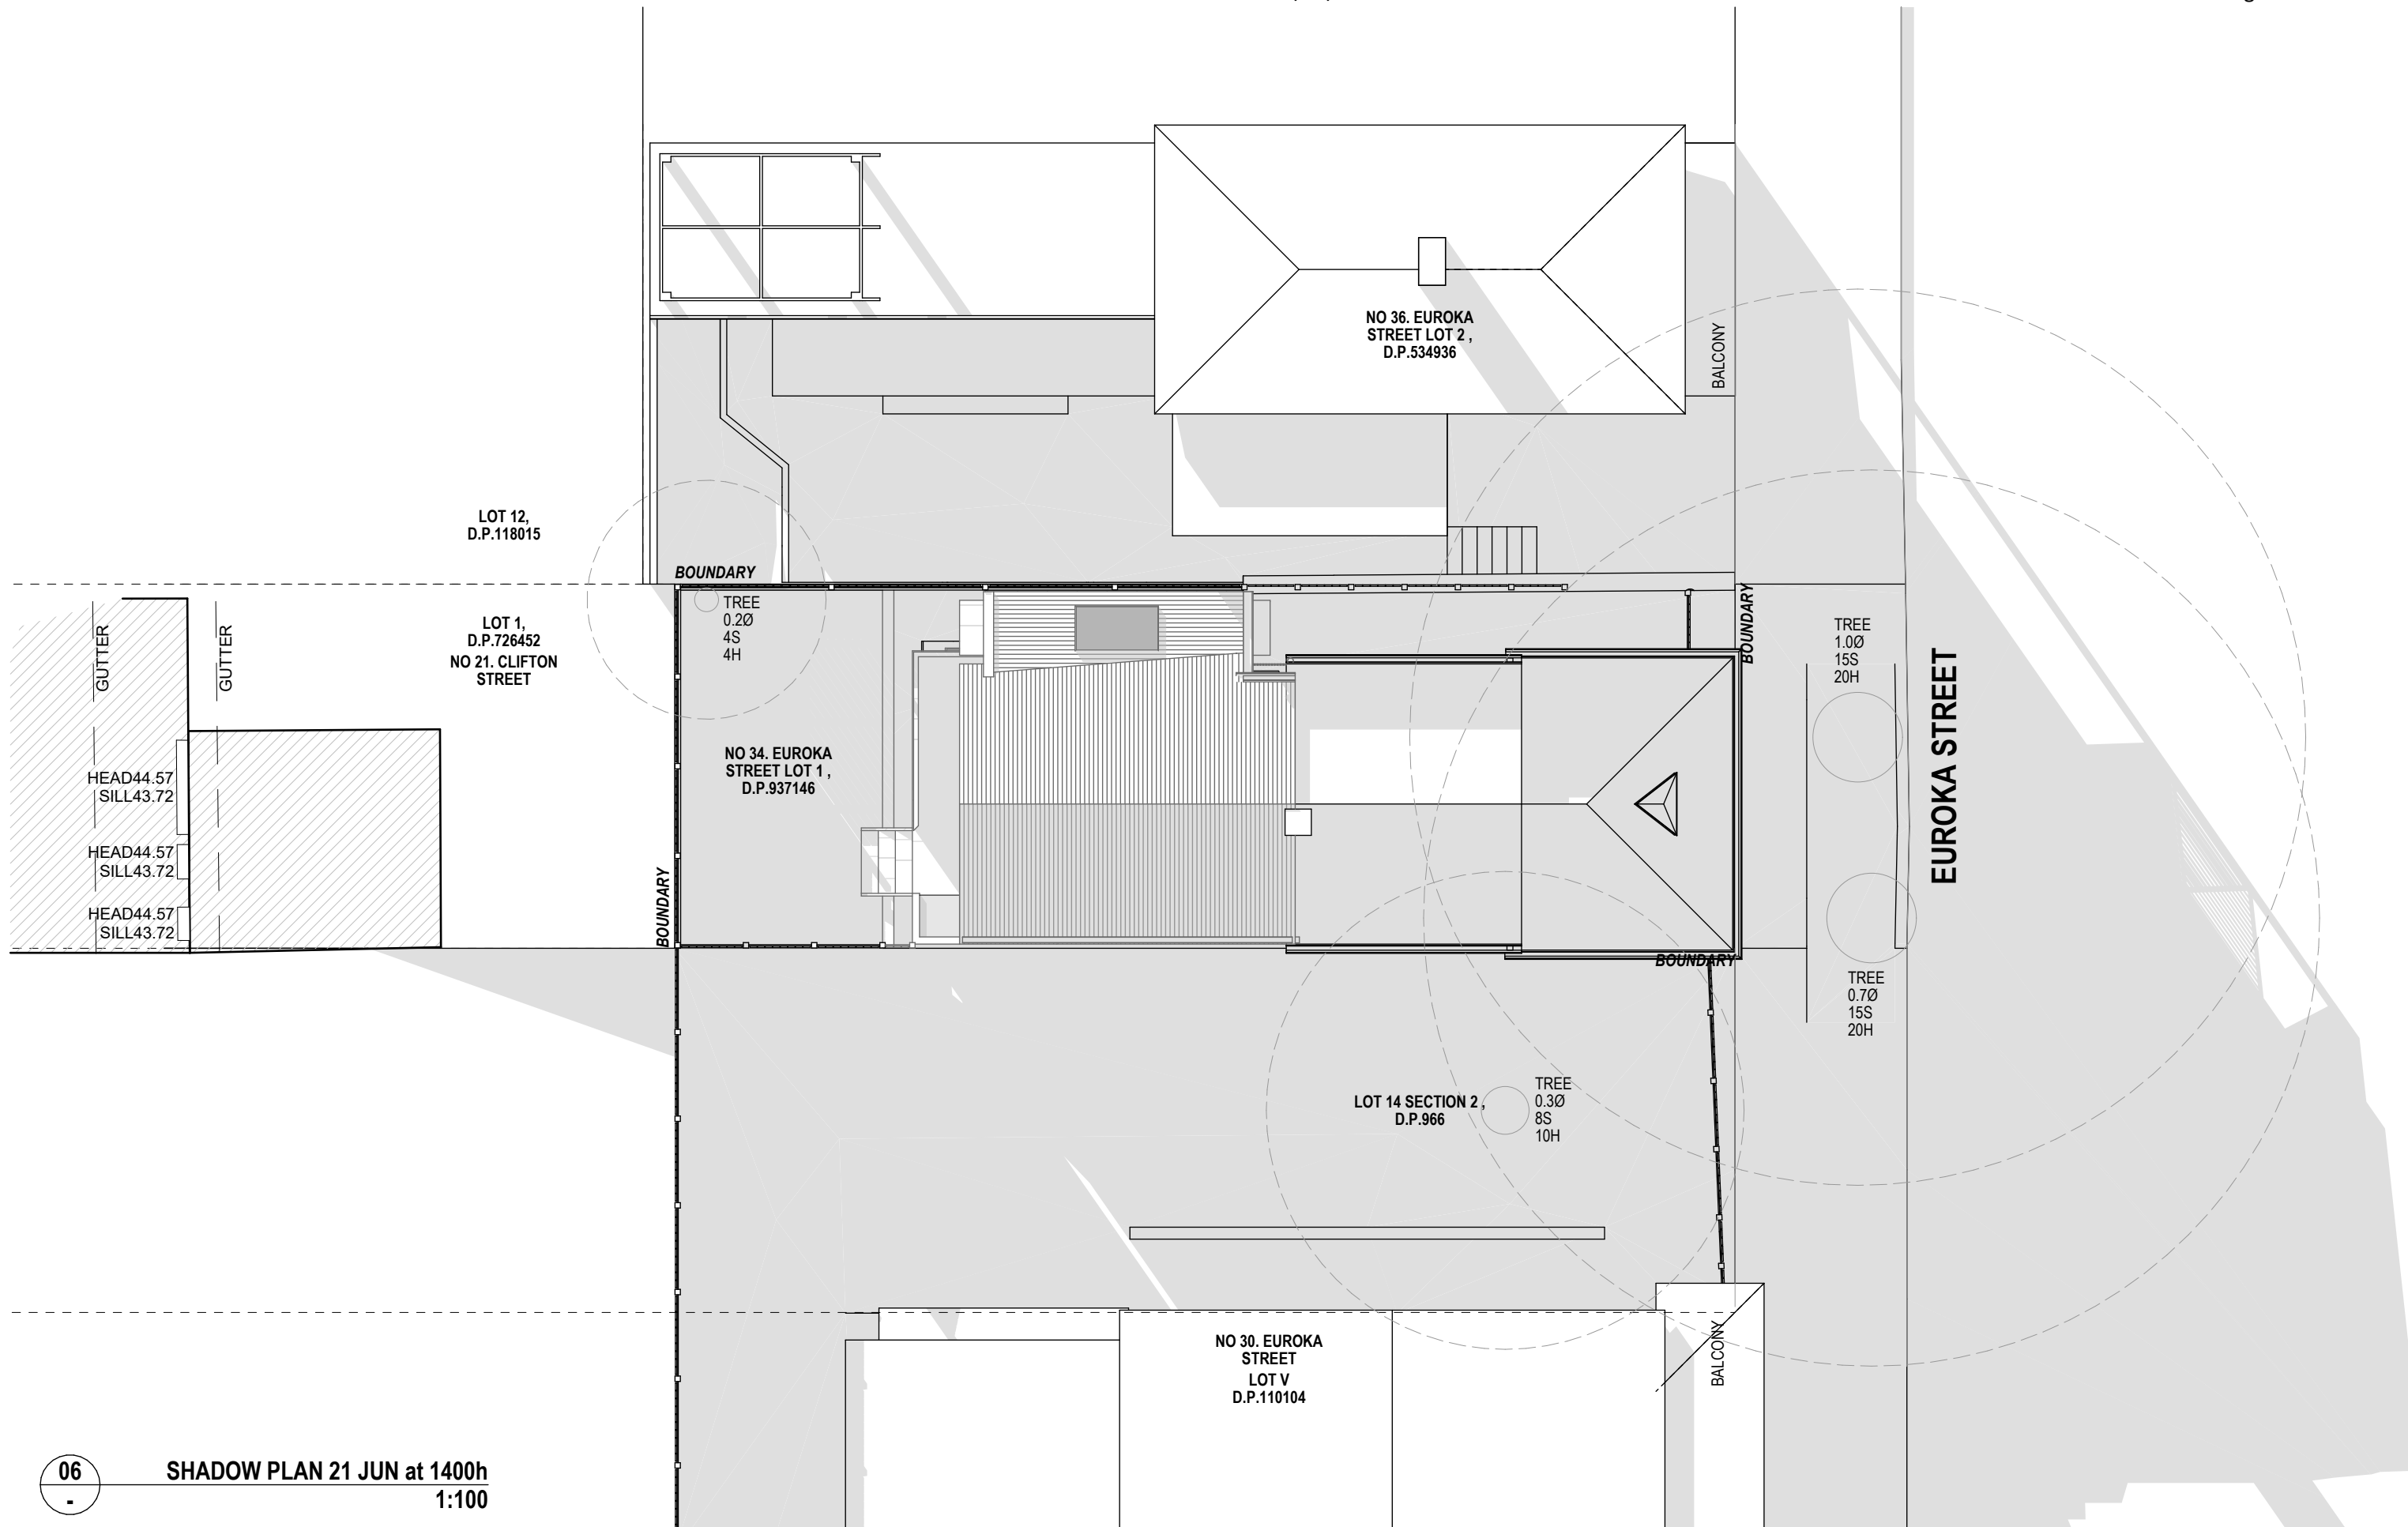 NO 36. EUROKA
STREET LOT 2 ,
D.P.534936
BALCONY
LOT 12,
D.P.118015
BOUNDARY
TREE
0.2Ø
4S
4H
LOT 1,
D.P.726452
NO 21. CLIFTON
STREET
GUTTER
GUTTER
BOUNDARY
TREE
1.0Ø
15S
20H
EUROKA STREET
NO 34. EUROKA
STREET LOT 1 ,
D.P.937146
HEAD44.57
SILL43.72
HEAD44.57
SILL43.72
HEAD44.57
SILL43.72
BOUNDARY
BOUNDARY
TREE
0.7Ø
15S
20H
LOT 14 SECTION 2 ,
D.P.966
TREE
0.3Ø
8S
10H
NO 30. EUROKA
STREET
LOT V
D.P.110104
BALCONY
06
-
SHADOW PLAN 21 JUN at 1400h
1:100